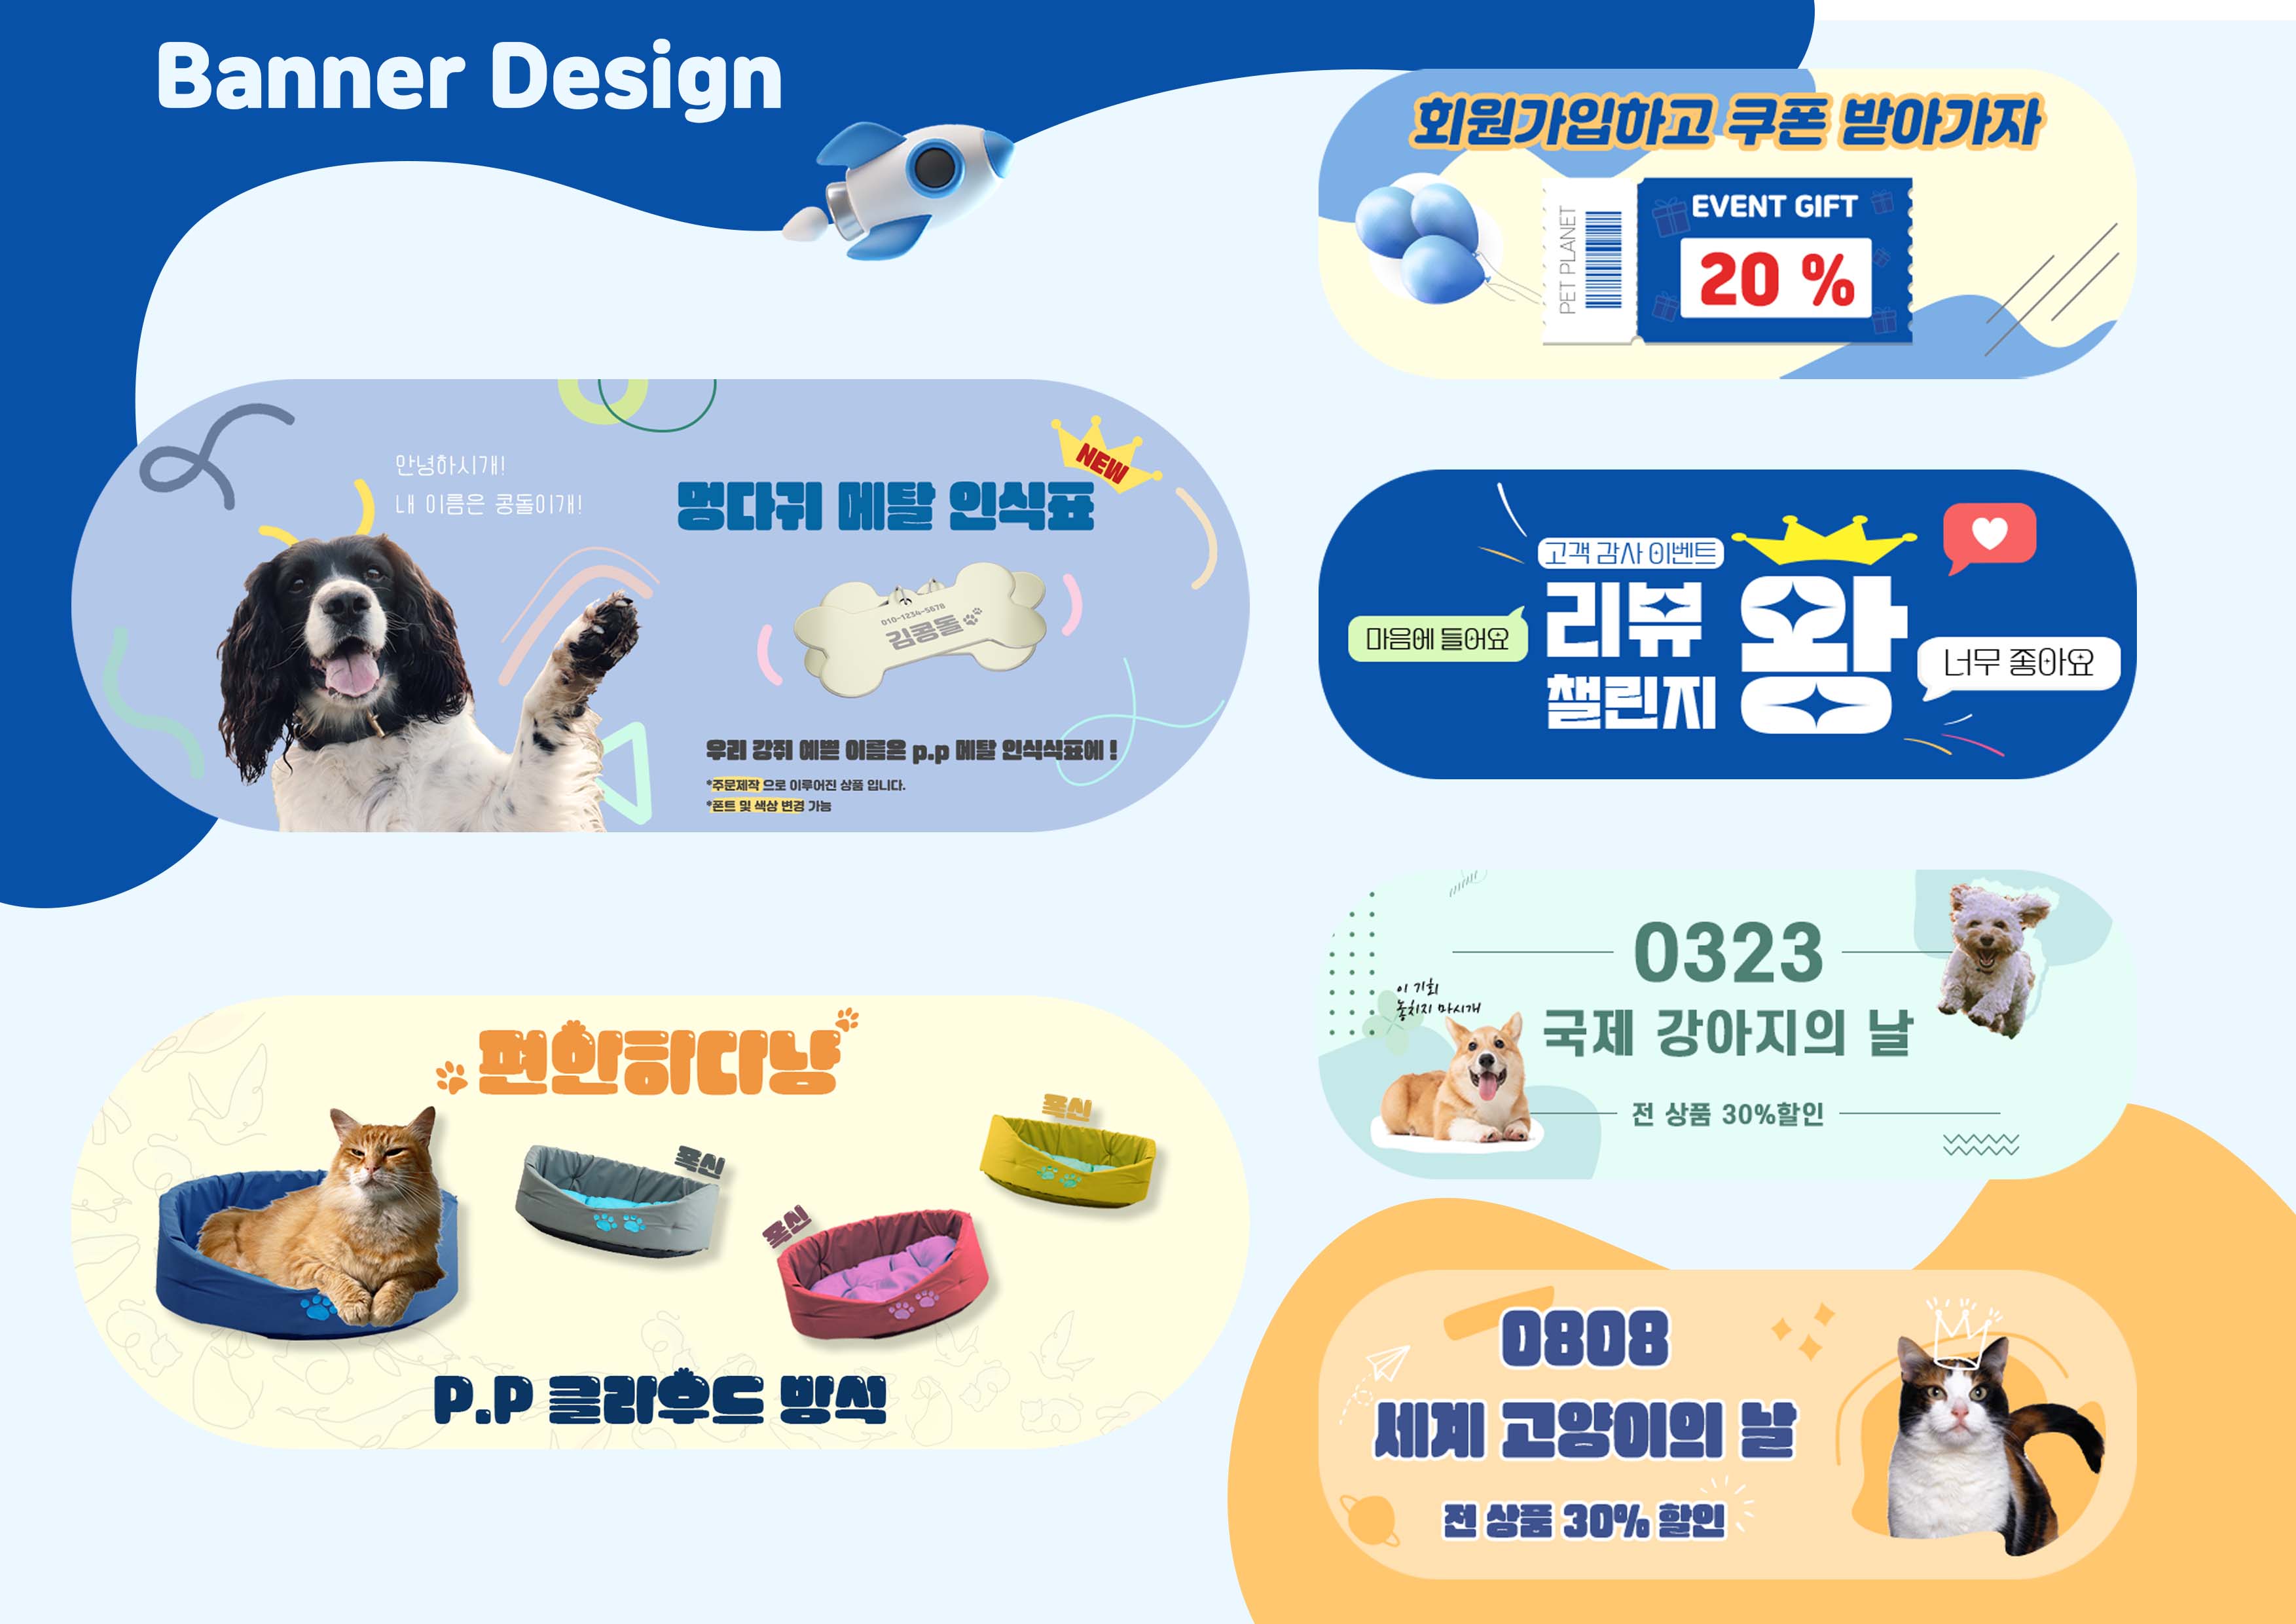 Banner Design
안녕하시개!
내 이름은 콩돌이개!
NEW
멍다귀 메탈 인식표
010-1234-5678
김콩돌
우리 강쥐 예쁜 이름은 p.p 메탈 인식식표에 !
*주문제작 으로 이루어진 상품 입니다.
*폰트 및 색상 변경 가능
편안하다냥
푹신
푹신
푹신
P.P 클라우드 방석
회원가입하고 쿠폰 받아가자
PET PLANET
EVENT GIFT
20 %
고객 감사 이벤트
리뷰
챌린지
왕
마음에 들어요
너무 좋아요
0323
이 기회
놓치지 마시개
국제 강아지의 날
전 상품 30%할인
0808
세계 고양이의 날
전 상품 30% 할인